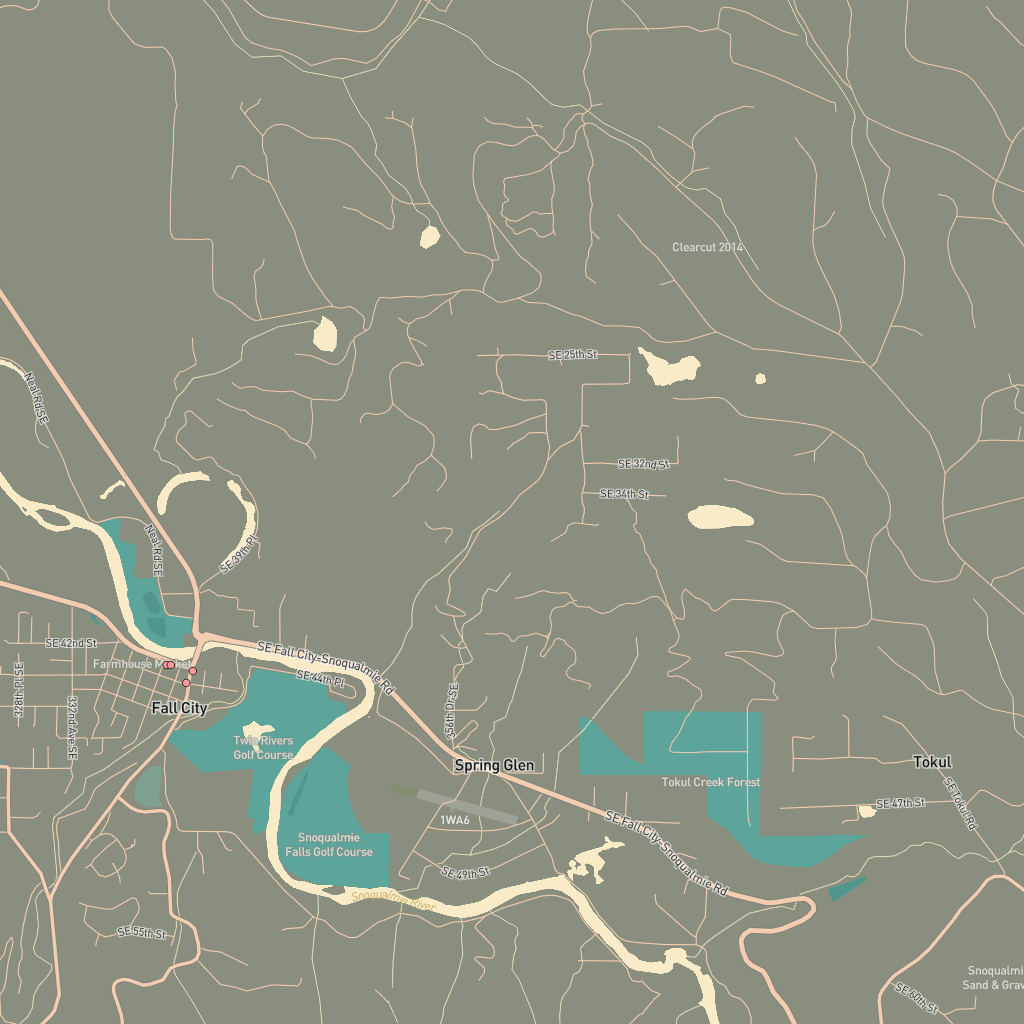 Clearcut 2014
SE 25th St
Neal Rd SE
SE 32nd St
SE 34th St
Neal Rd SE
SE 39th Pl
SE 42nd St
SE Fall City-Snoqualmie Rd
Farmhouse Market
SE 44th Pl
328th Pl SE
332nd Ave SE
Fall City
356th Dr SE
Twin Rivers
Golf Course
Spring Glen
Tokul
Tokul Creek Forest
SE 47th St
SE Tokul Rd
1WA6
SE Fall City-Snoqualmie Rd
Snoqualmie
Falls Golf Course
SE 49th St
Snoqualmie River
SE 55th St
Snoqualmi
Sand & Grav
SE 60th St